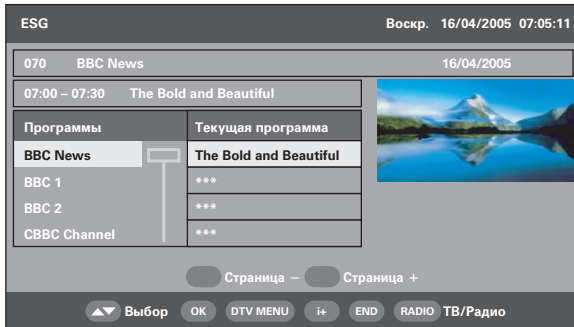 ESG Воскр. 16/04/2005 07:05:11
070 BBC News 16/04/2005
07:00 – 07:30 The Bold and Beautiful
Программы Текущая программа
BBC News The Bold and Beautiful
BBC 1 ***
BBC 2 ***
CBBC Channel ***
Страница – Страница +
Выбор OK DTV MENU i+ END RADIO ТВ/Радио